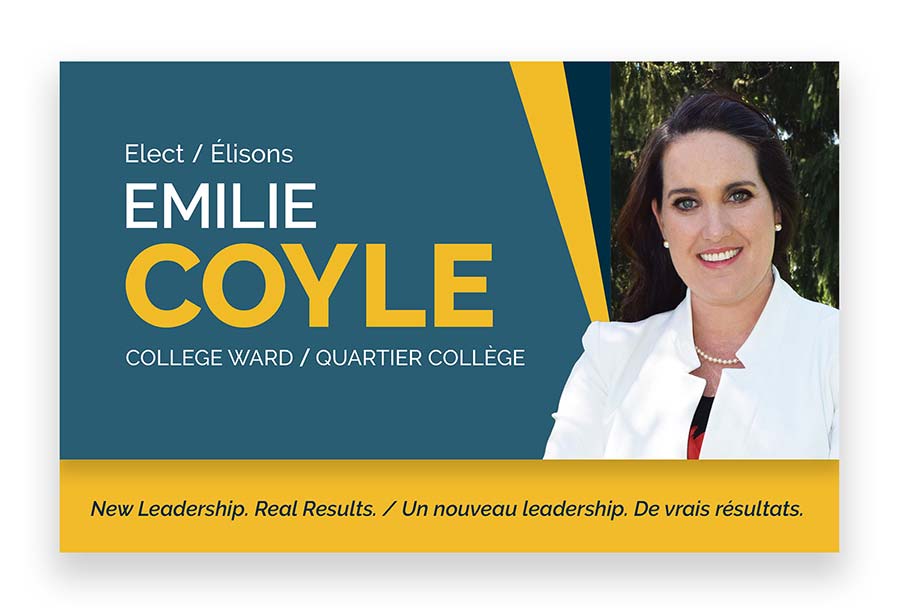 Elect / Élisons
EMILIE
COYLE
COLLEGE WARD / QUARTIER COLLÈGE
New Leadership. Real Results. / Un nouveau leadership. De vrais résultats.